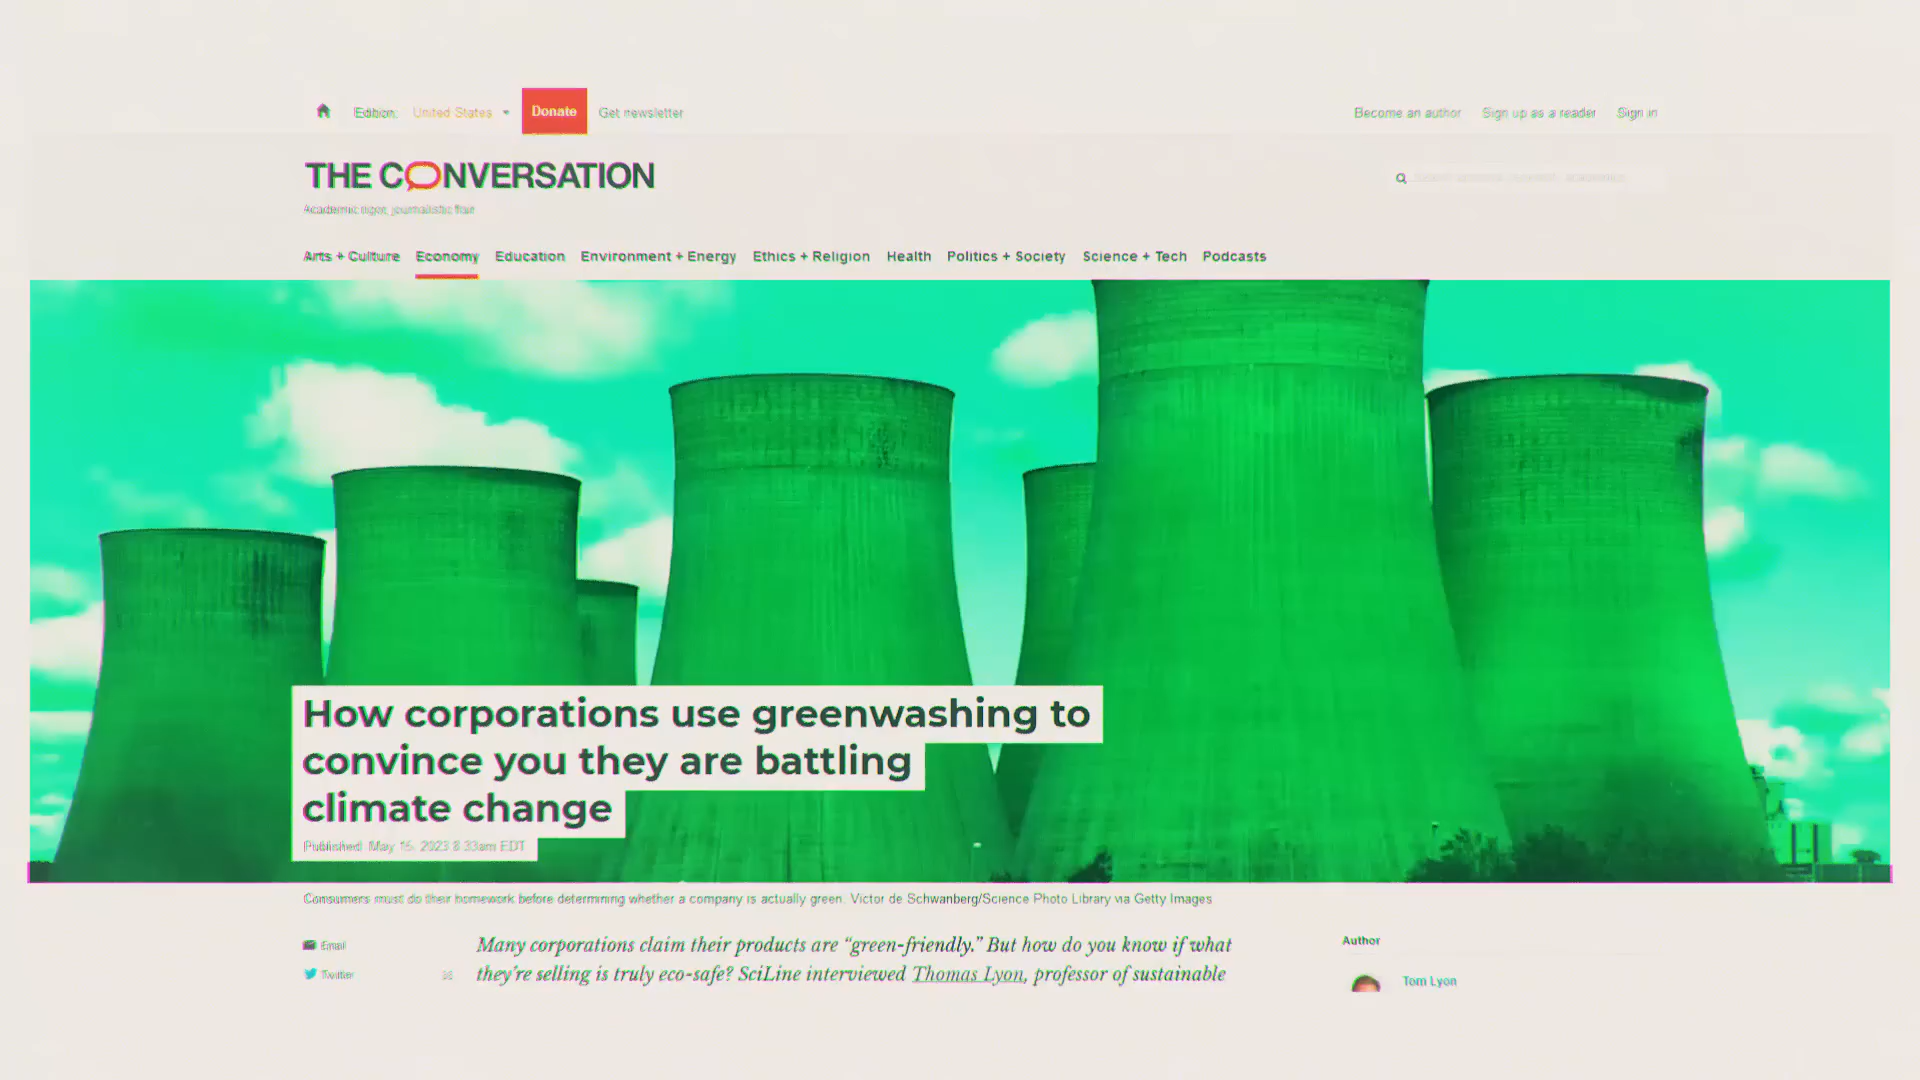 Edition: United States Donate Get newsletter Become an author Sign up as a reader Sign in
THE CONVERSATION
Academic rigor, journalistic flair
Arts + Culture Economy Education Environment + Energy Ethics + Religion Health Politics + Society Science + Tech Podcasts
How corporations use greenwashing to
convince you they are battling
climate change
Published: May 16, 2023 8.33am EDT
Consumers must do their homework before determining whether a company is actually green. Victor de Schwanberg/Science Photo Library via Getty Images
Email
Twitter
Many corporations claim their products are “green-friendly.” But how do you know if what
they’re selling is truly eco-safe? SciLine interviewed Thomas Lyon, professor of sustainable
Author
Tom Lyon